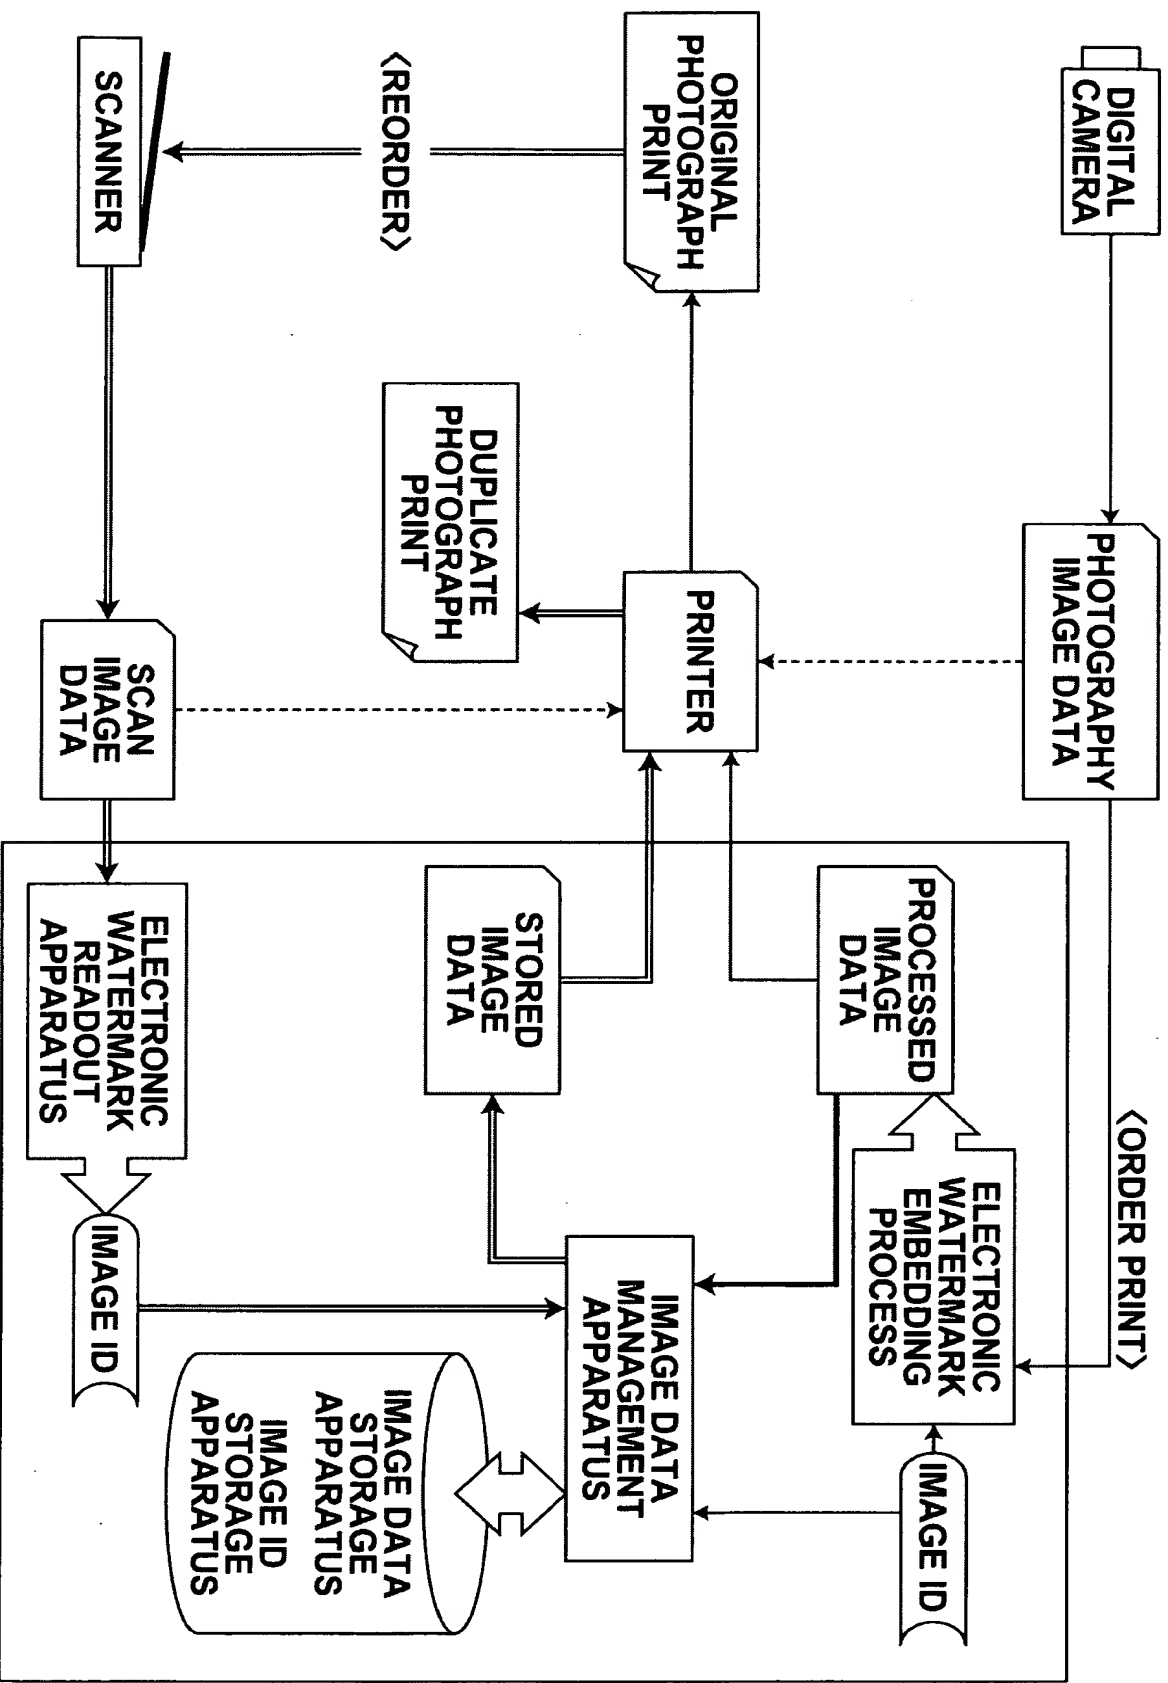 DIGITAL
CAMERA
PHOTOGRAPHY
IMAGE DATA
<ORDER PRINT>
ELECTRONIC
WATERMARK
EMBEDDING
PROCESS
IMAGE ID
PROCESSED
IMAGE
DATA
ORIGINAL
PHOTOGRAPH
PRINT
PRINTER
IMAGE DATA
MANAGEMENT
APPARATUS
STORED
IMAGE
DATA
DUPLICATE
PHOTOGRAPH
PRINT
<REORDER>
IMAGE DATA
STORAGE
APPARATUS
IMAGE ID
STORAGE
APPARATUS
SCANNER
SCAN
IMAGE
DATA
ELECTRONIC
WATERMARK
READOUT
APPARATUS
IMAGE ID